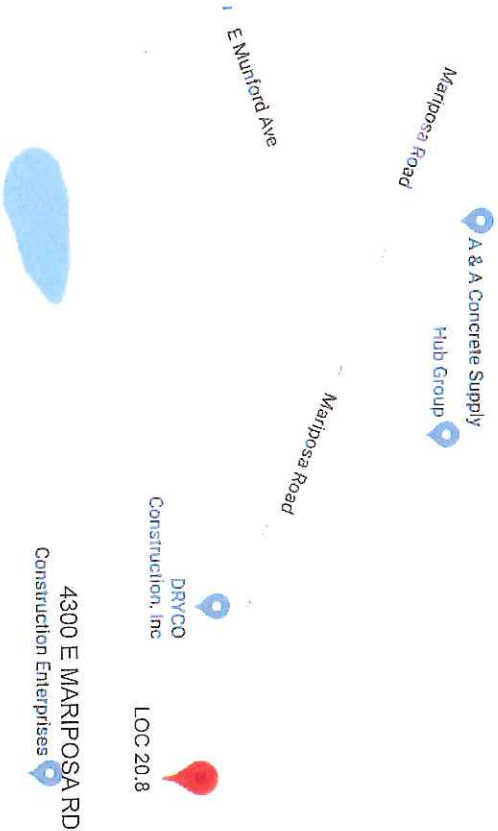 A & A Concrete Supply
Hub Group
Mariposa Road
Mariposa Road
E Munford Ave
DRYCO
Construction, Inc
LOC 20.8
4300 E MARIPOSA RD
Construction Enterprises